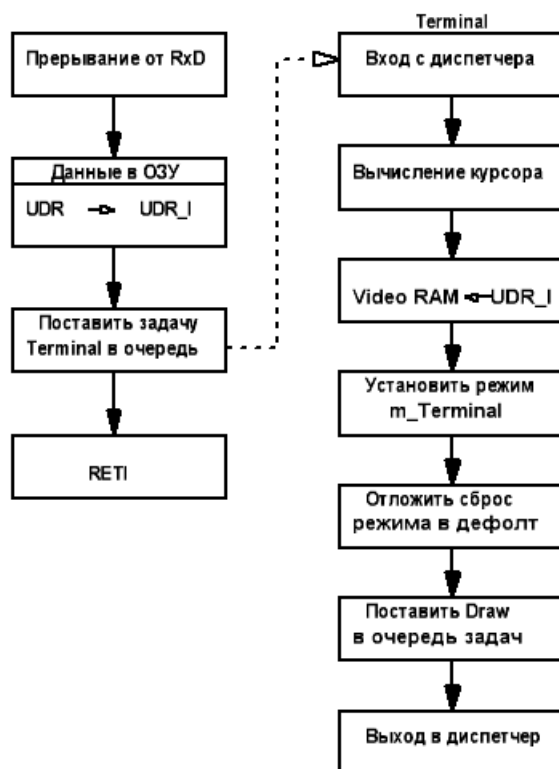 Прерывание от RxD
Данные в ОЗУ
UDR UDR_I
Поставить задачу
Terminal в очередь
RETI
Terminal
Вход с диспетчера
Вычисление курсора
Video RAM UDR_I
Установить режим
m_Terminal
Отложить сброс
режима в дефолт
Поставить Draw
в очередь задач
Выход в диспетчер